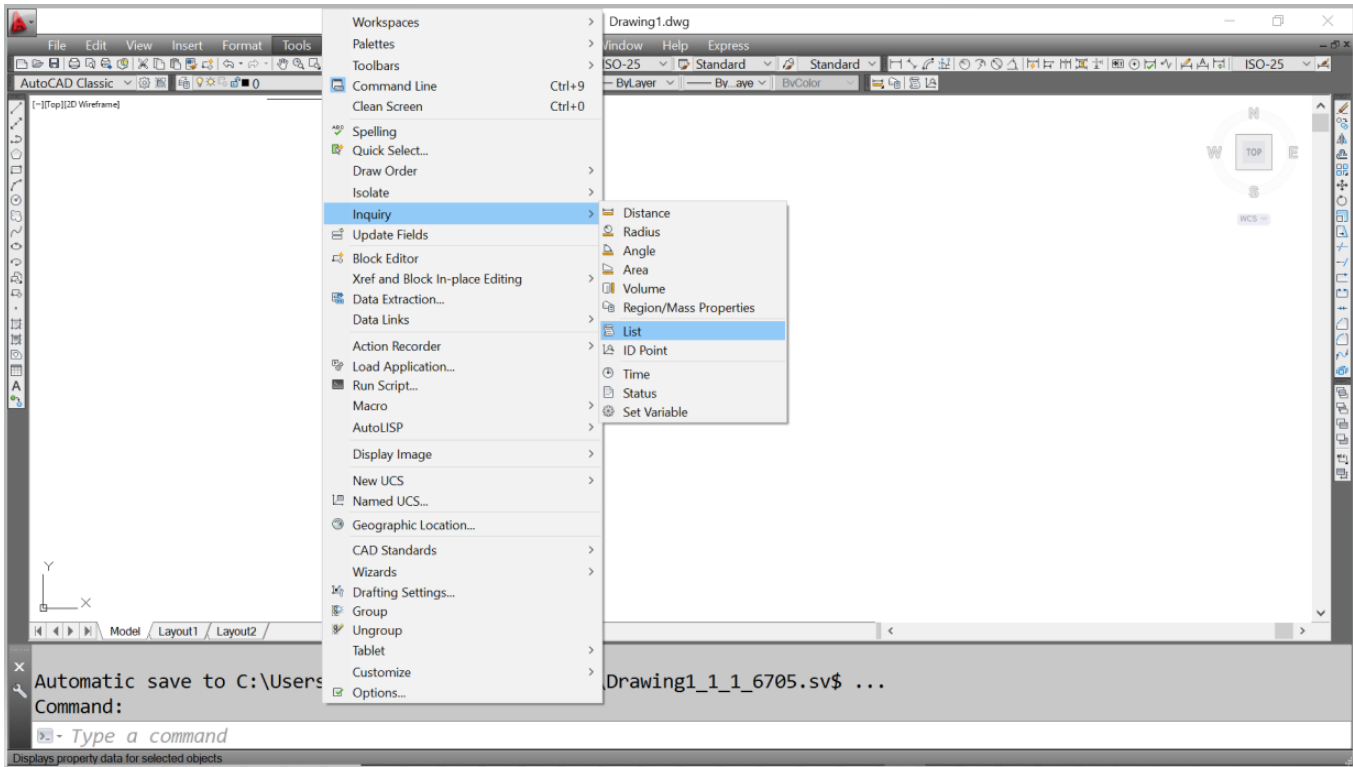 Drawing1.dwg
File Edit View Insert Format Tools Window Help Express
ISO-25 Standard Standard ISO-25
AutoCAD Classic 0 ByLayer By...aye ByColor
[−][Top][2D Wireframe]
Workspaces
Palettes
Toolbars
Command Line Ctrl+9
Clean Screen Ctrl+0
Spelling
Quick Select...
Draw Order
Isolate
Inquiry
Update Fields
Block Editor
Xref and Block In-place Editing
Data Extraction...
Data Links
Action Recorder
Load Application...
Run Script...
Macro
AutoLISP
Display Image
New UCS
Named UCS...
Geographic Location...
CAD Standards
Wizards
Drafting Settings...
Group
Ungroup
Tablet
Customize
Options...
Distance
Radius
Angle
Area
Volume
Region/Mass Properties
List
ID Point
Time
Status
Set Variable
N
W TOP E
S
WCS
A
Y
X
Model Layout1 Layout2
Automatic save to C:\Users \Drawing1_1_1_6705.sv$ ...
Command:
Type a command
Displays property data for selected objects